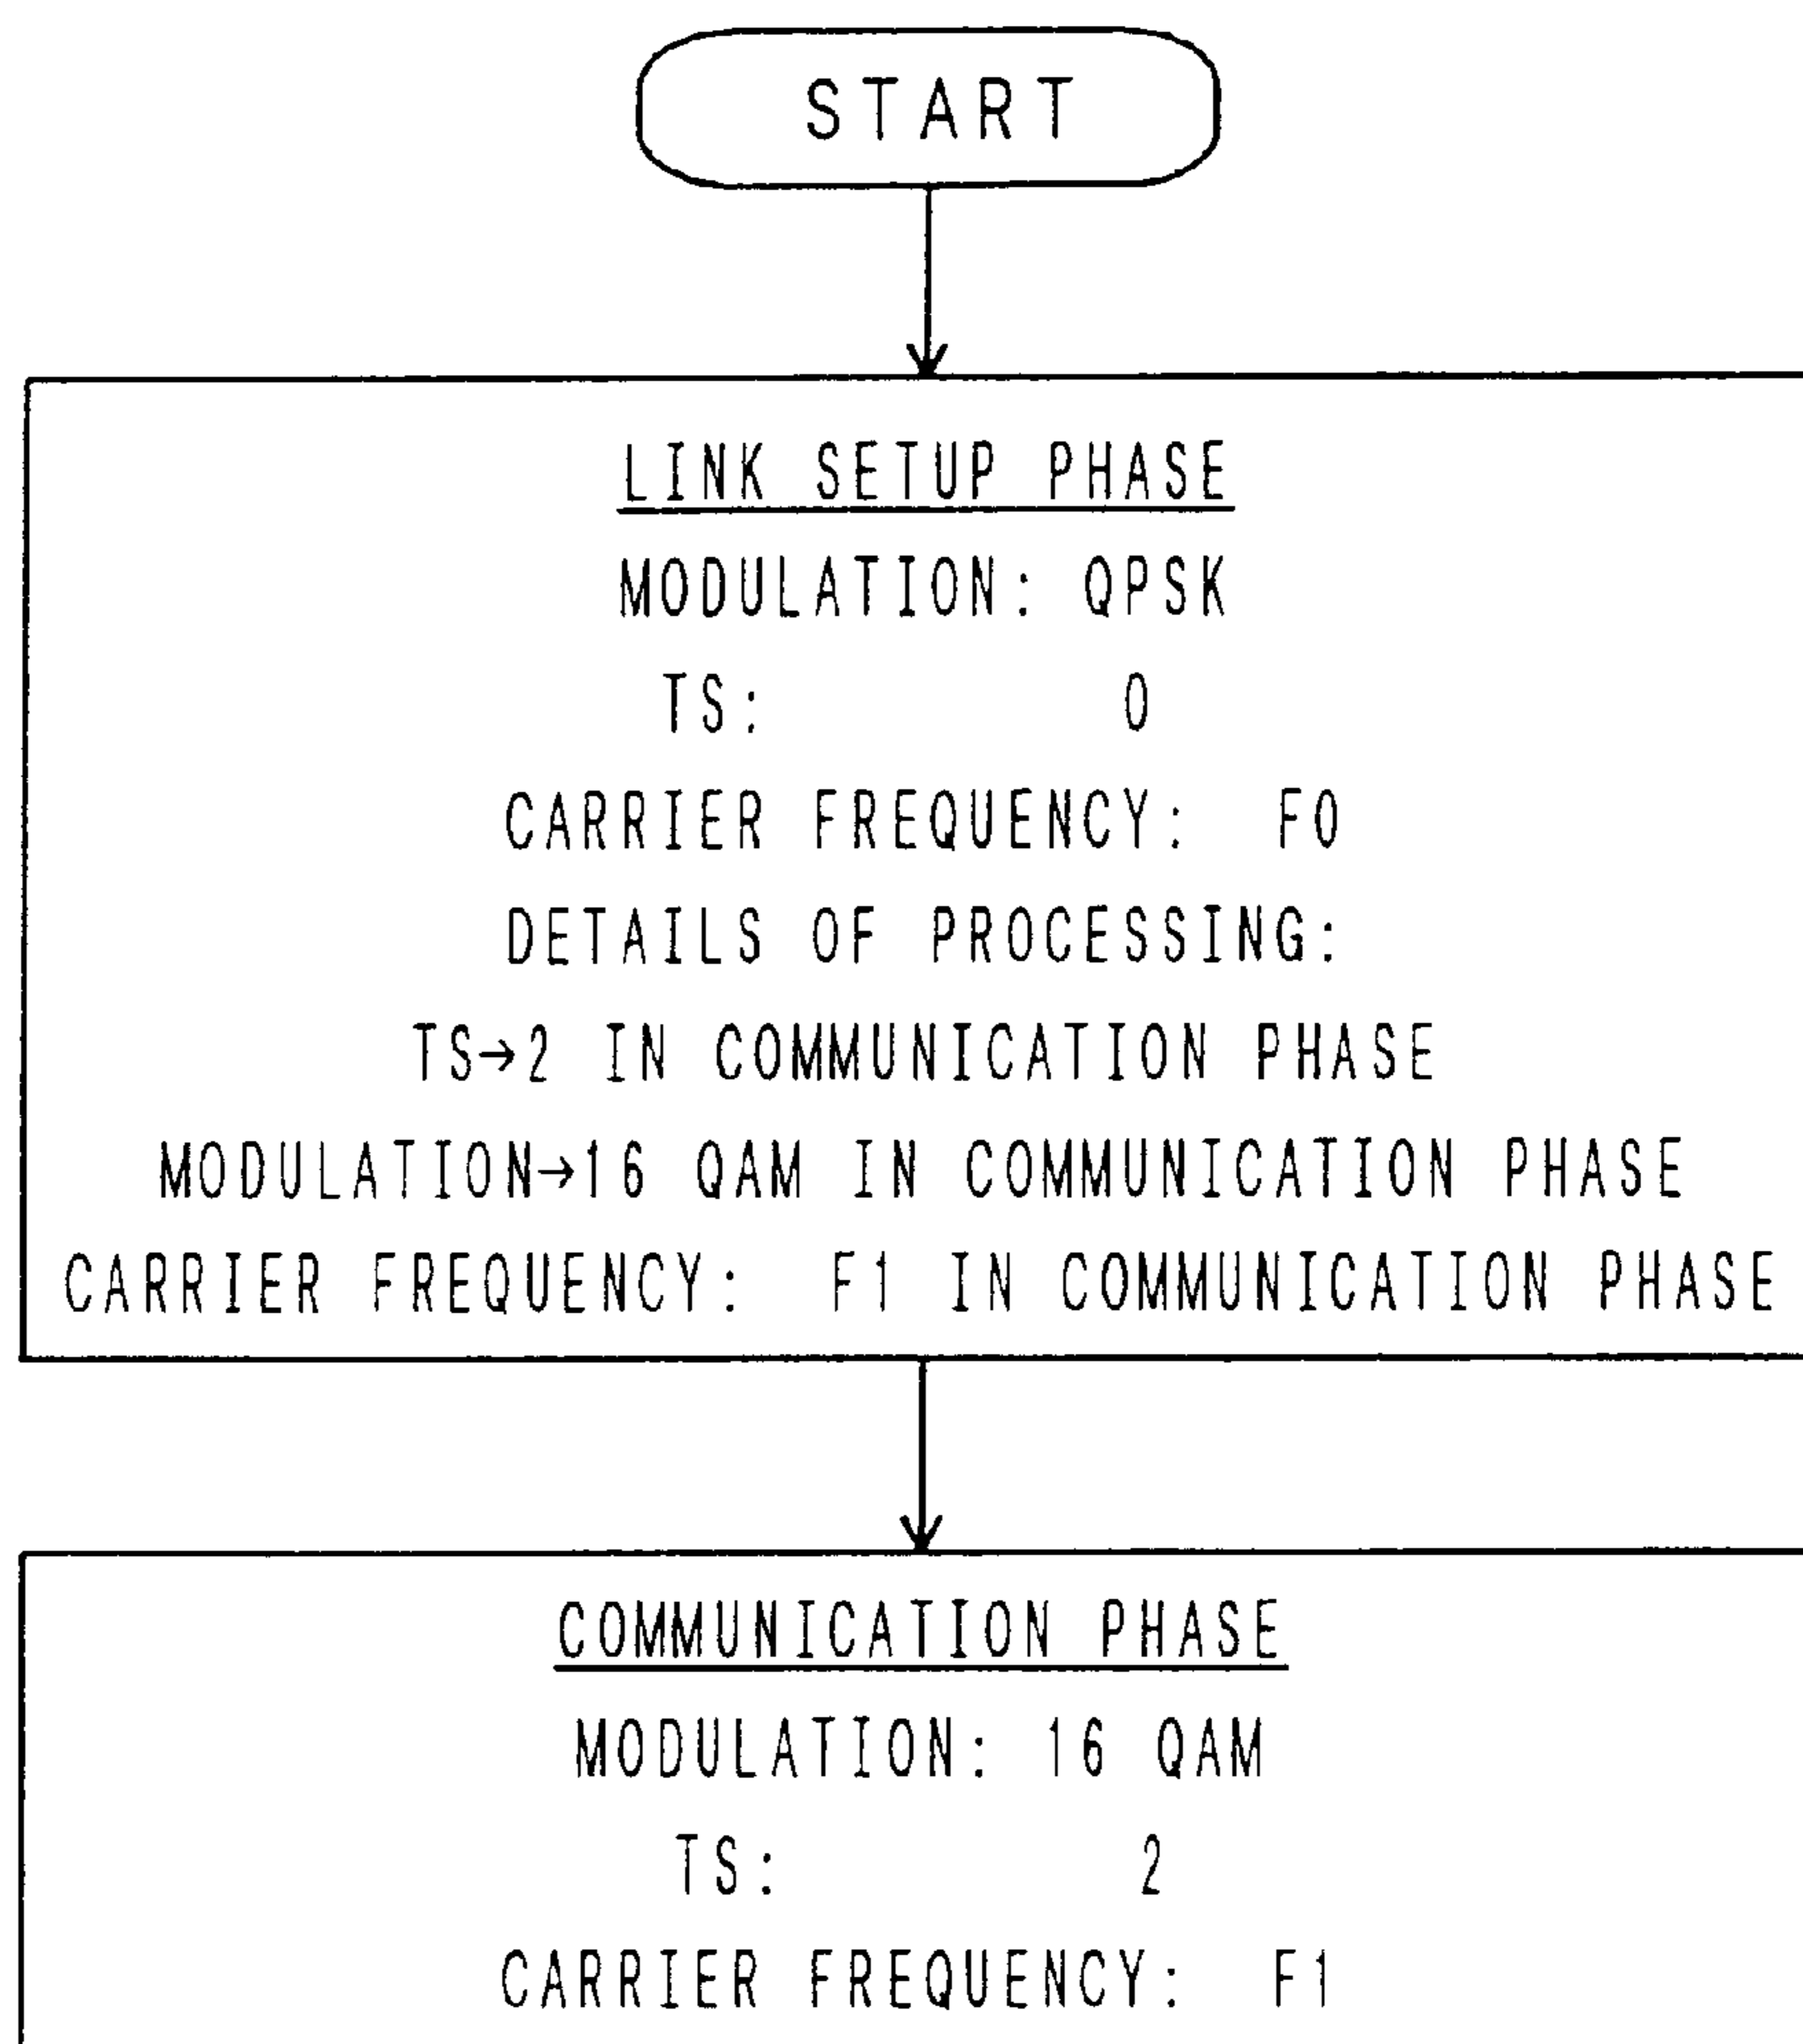 START
LINK SETUP PHASE
MODULATION: QPSK
TS: 0
CARRIER FREQUENCY: F0
DETAILS OF PROCESSING:
TS→2 IN COMMUNICATION PHASE
MODULATION→16 QAM IN COMMUNICATION PHASE
CARRIER FREQUENCY: F1 IN COMMUNICATION PHASE
COMMUNICATION PHASE
MODULATION: 16 QAM
TS: 2
CARRIER FREQUENCY: F1